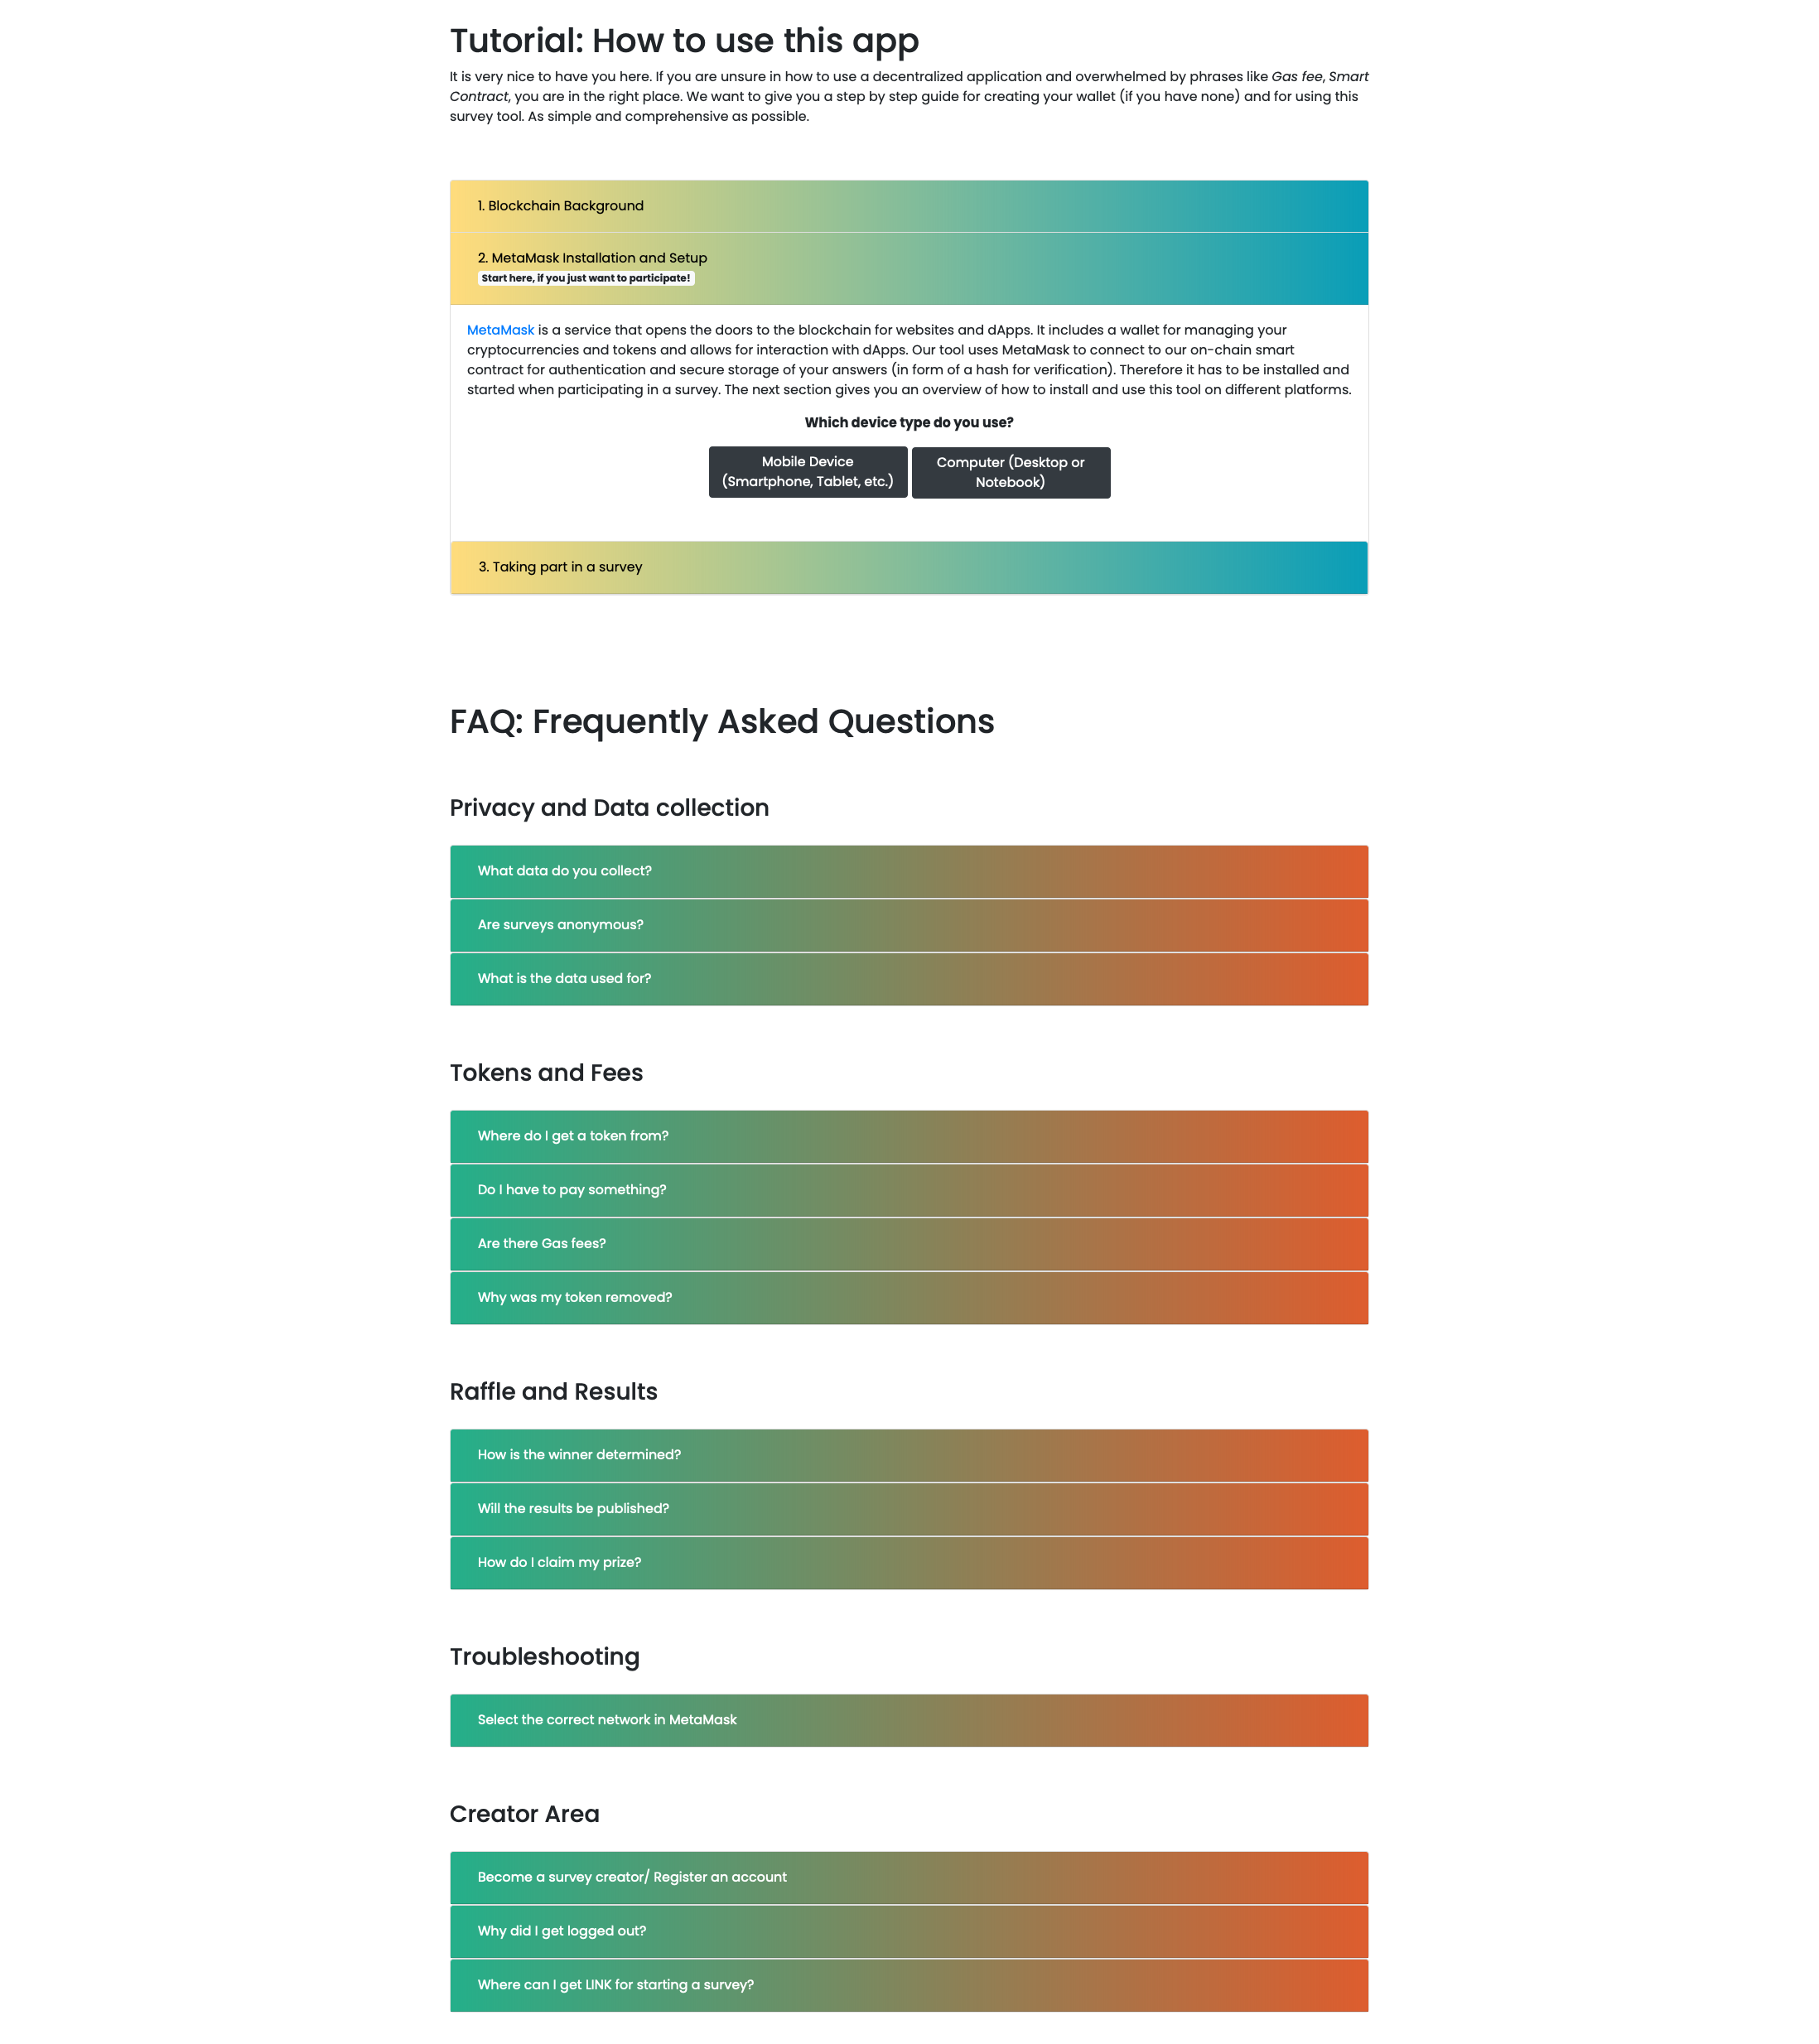 Tutorial: How to use this app
It is very nice to have you here. If you are unsure in how to use a decentralized application and overwhelmed by phrases like Gas fee, Smart
Contract, you are in the right place. We want to give you a step by step guide for creating your wallet (if you have none) and for using this
survey tool. As simple and comprehensive as possible.
1. Blockchain Background
2. MetaMask Installation and Setup
Start here, if you just want to participate!
MetaMask is a service that opens the doors to the blockchain for websites and dApps. It includes a wallet for managing your
cryptocurrencies and tokens and allows for interaction with dApps. Our tool uses MetaMask to connect to our on-chain smart
contract for authentication and secure storage of your answers (in form of a hash for verification). Therefore it has to be installed and
started when participating in a survey. The next section gives you an overview of how to install and use this tool on different platforms.
Which device type do you use?
Mobile Device
(Smartphone, Tablet, etc.)
Computer (Desktop or
Notebook)
3. Taking part in a survey
FAQ: Frequently Asked Questions
Privacy and Data collection
What data do you collect?
Are surveys anonymous?
What is the data used for?
Tokens and Fees
Where do I get a token from?
Do I have to pay something?
Are there Gas fees?
Why was my token removed?
Raffle and Results
How is the winner determined?
Will the results be published?
How do I claim my prize?
Troubleshooting
Select the correct network in MetaMask
Creator Area
Become a survey creator/ Register an account
Why did I get logged out?
Where can I get LINK for starting a survey?